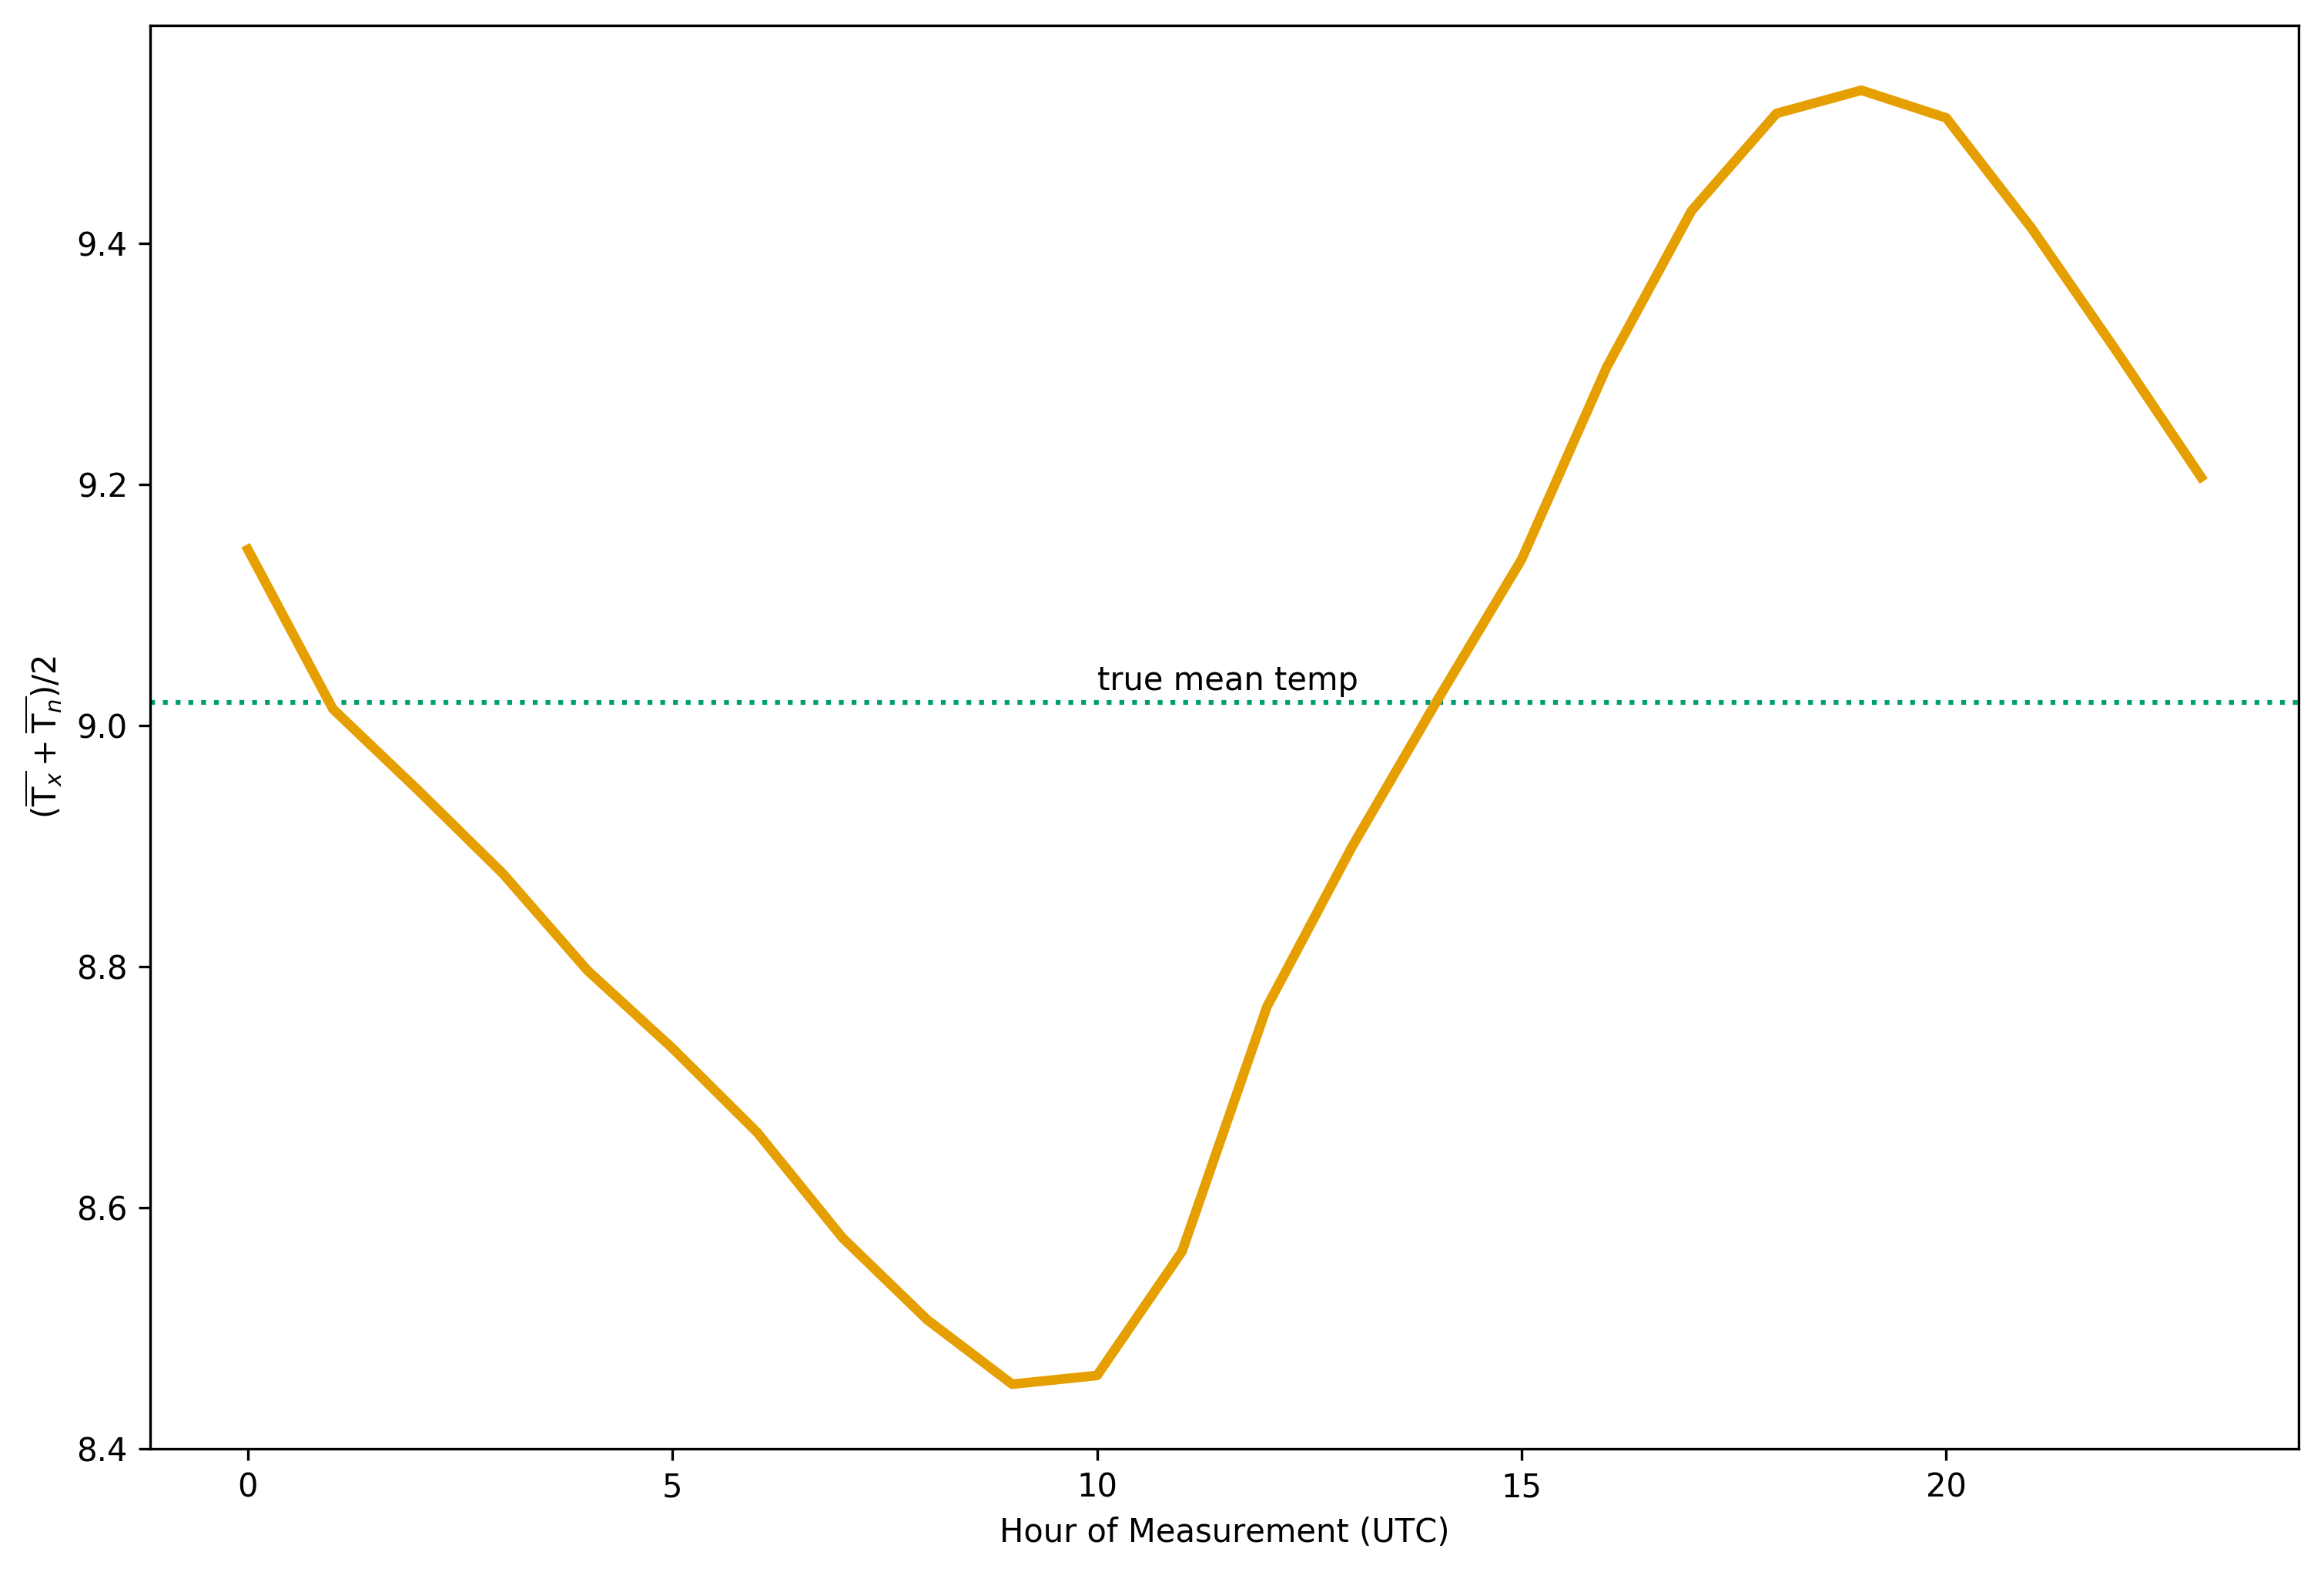 9.4
9.2
9.0
8.8
8.6
8.4
(T̅ₓ + T̅ₙ)/2
true mean temp
0 5 10 15 20
Hour of Measurement (UTC)